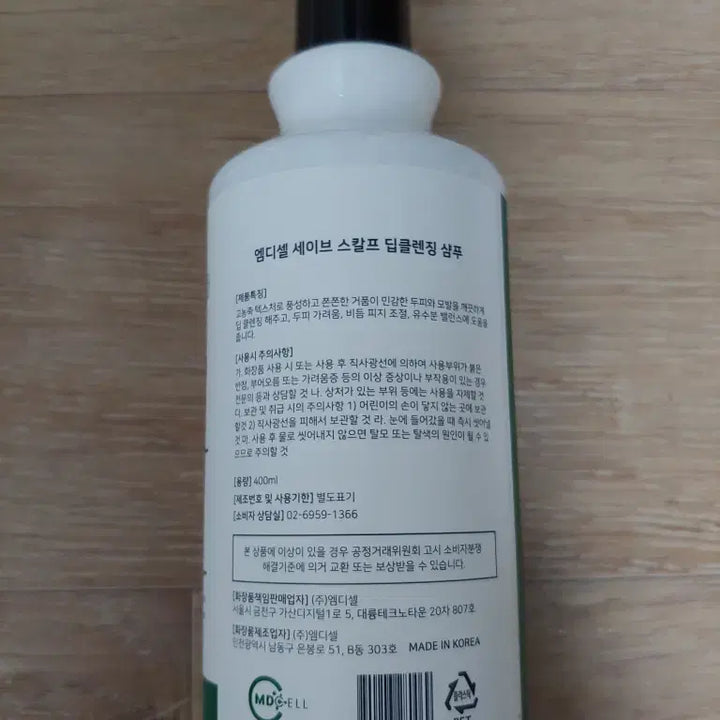 엠디셀 세이브 스칼프 딥클렌징 샴푸
[제품특징]
고농축 텍스처로 풍성하고 쫀쫀한 거품이 민감한 두피와 모발을 깨끗하게
딥 클렌징 해주고, 두피 가려움, 비듬 피지 조절, 유수분 밸런스에 도움을
줍니다.
[사용시 주의사항]
가. 화장품 사용 시 또는 사용 후 직사광선에 의하여 사용부위가 붉은
반점, 부어오름 또는 가려움증 등의 이상 증상이나 부작용이 있는 경우
전문의 등과 상담할 것 나. 상처가 있는 부위 등에는 사용을 자제할 것
다. 보관 및 취급 시의 주의사항 1) 어린이의 손이 닿지 않는 곳에 보관
할것 2) 직사광선을 피해서 보관할 것 라. 눈에 들어갔을 때 즉시 씻어낼
것 마. 사용 후 물로 씻어내지 않으면 탈모 또는 탈색의 원인이 될 수 있
으므로 주의할 것
[용량] 400ml
[제조번호 및 사용기한] 별도표기
[소비자 상담실] 02-6959-1366
본 상품에 이상이 있을 경우 공정거래위원회 고시 소비자분쟁
해결기준에 의거 교환 또는 보상받을 수 있습니다.
[화장품책임판매업자] (주)엠디셀
서울시 금천구 가산디지털1로 5, 대륭테크노타운 20차 807호
[화장품제조업자] (주)엠디셀
인천광역시 남동구 은봉로 51, B동 303호 MADE IN KOREA
MDCELL
플라스틱
PET